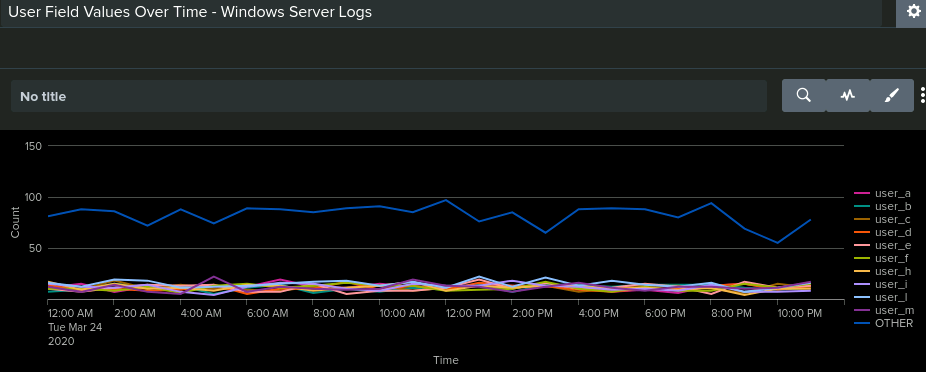 User Field Values Over Time - Windows Server Logs
No title
150
100
50
Count
12:00 AM
Tue Mar 24
2020
2:00 AM
4:00 AM
6:00 AM
8:00 AM
10:00 AM
12:00 PM
2:00 PM
4:00 PM
6:00 PM
8:00 PM
10:00 PM
Time
user_a
user_b
user_c
user_d
user_e
user_f
user_h
user_i
user_l
user_m
OTHER